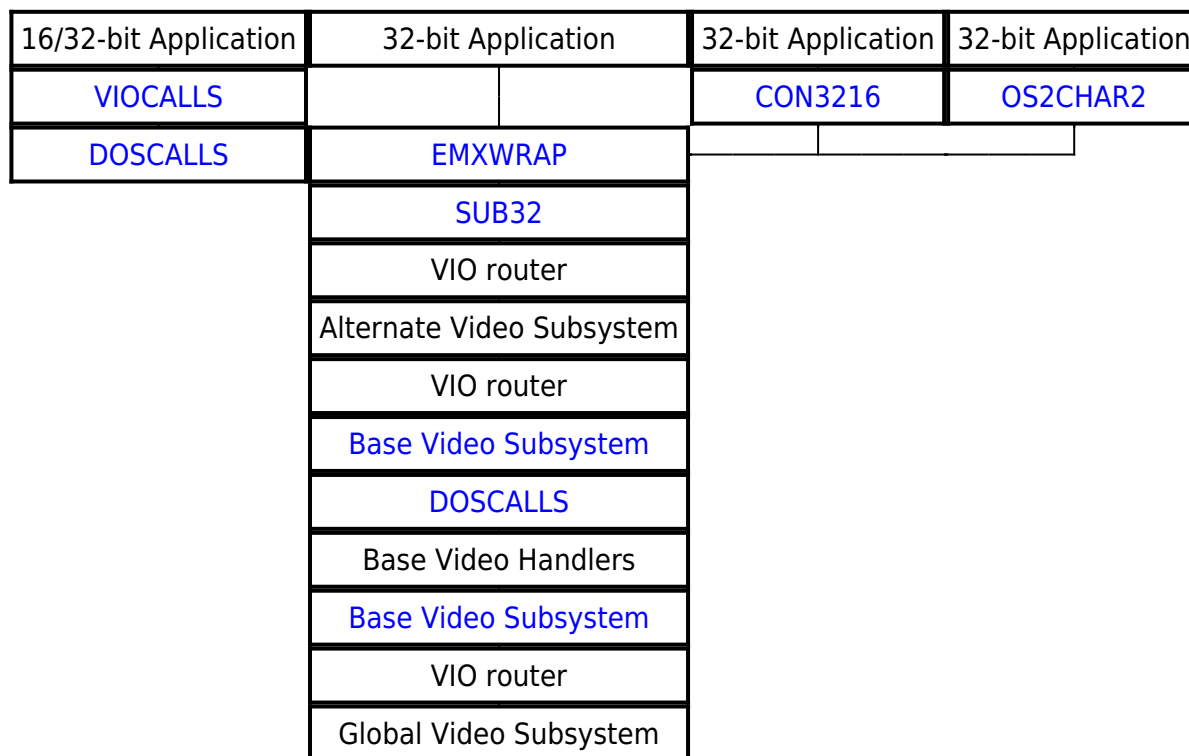 16/32-bit Application 32-bit Application 32-bit Application 32-bit Application
VIOCALLS CON3216 OS2CHAR2
DOSCALLS EMXWRAP
SUB32
VIO router
Alternate Video Subsystem
VIO router
Base Video Subsystem
DOSCALLS
Base Video Handlers
Base Video Subsystem
VIO router
Global Video Subsystem